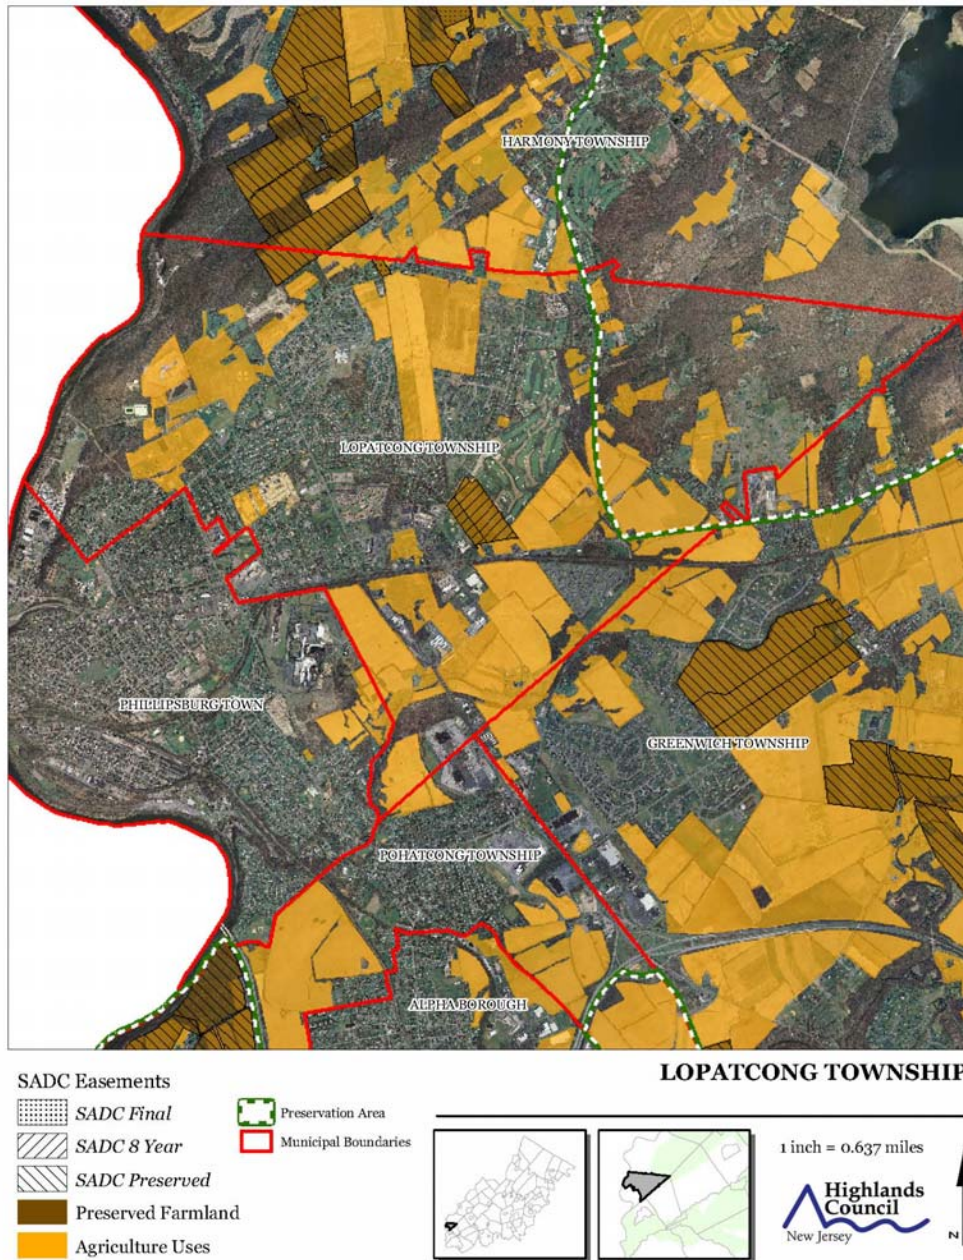 HARMONY TOWNSHIP
LOPATCONG TOWNSHIP
PHILLIPSBURG TOWN
GREENWICH TOWNSHIP
POHATCONG TOWNSHIP
ALPHA BOROUGH
LOPATCONG TOWNSHIP
SADC Easements
SADC Final
SADC 8 Year
SADC Preserved
Preserved Farmland
Agriculture Uses
Preservation Area
Municipal Boundaries
1 inch = 0.637 miles
Highlands
Council
New Jersey
N